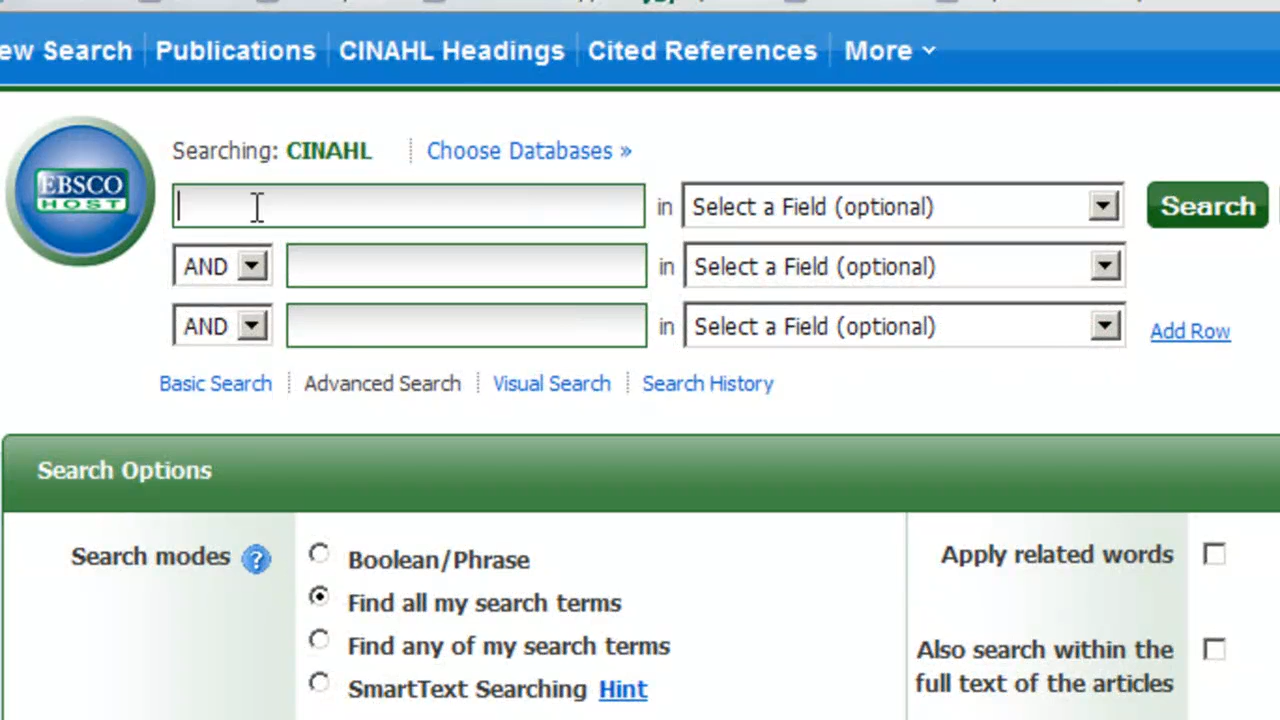 ew Search Publications CINAHL Headings Cited References More
EBSCO
HOST
Searching: CINAHL Choose Databases »
in Select a Field (optional) Search
AND in Select a Field (optional)
AND in Select a Field (optional) Add Row
Basic Search Advanced Search Visual Search Search History
Search Options
Search modes ? Boolean/Phrase
Find all my search terms
Find any of my search terms
SmartText Searching Hint
Apply related words
Also search within the
full text of the articles